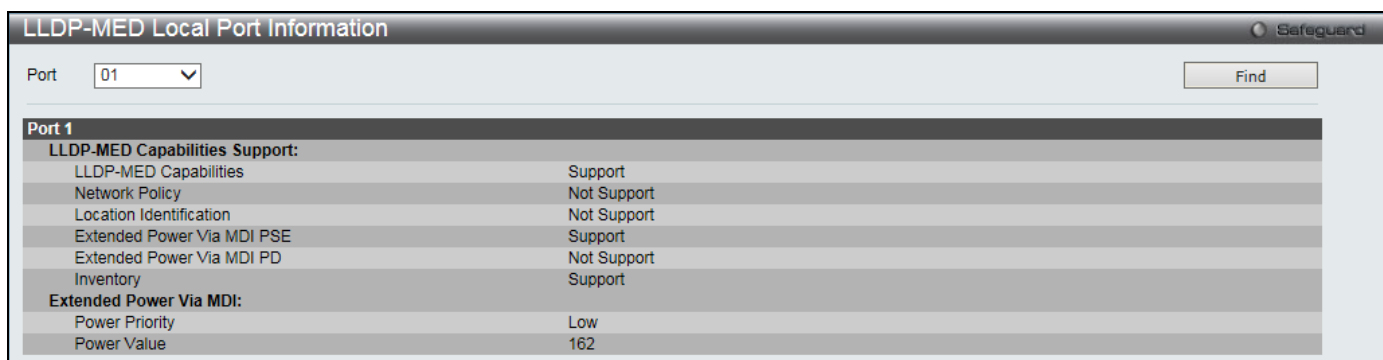 LLDP-MED Local Port Information
Safeguard
Port 01 Find
Port 1
LLDP-MED Capabilities Support:
LLDP-MED Capabilities Support
Network Policy Not Support
Location Identification Not Support
Extended Power Via MDI PSE Support
Extended Power Via MDI PD Not Support
Inventory Support
Extended Power Via MDI:
Power Priority Low
Power Value 162